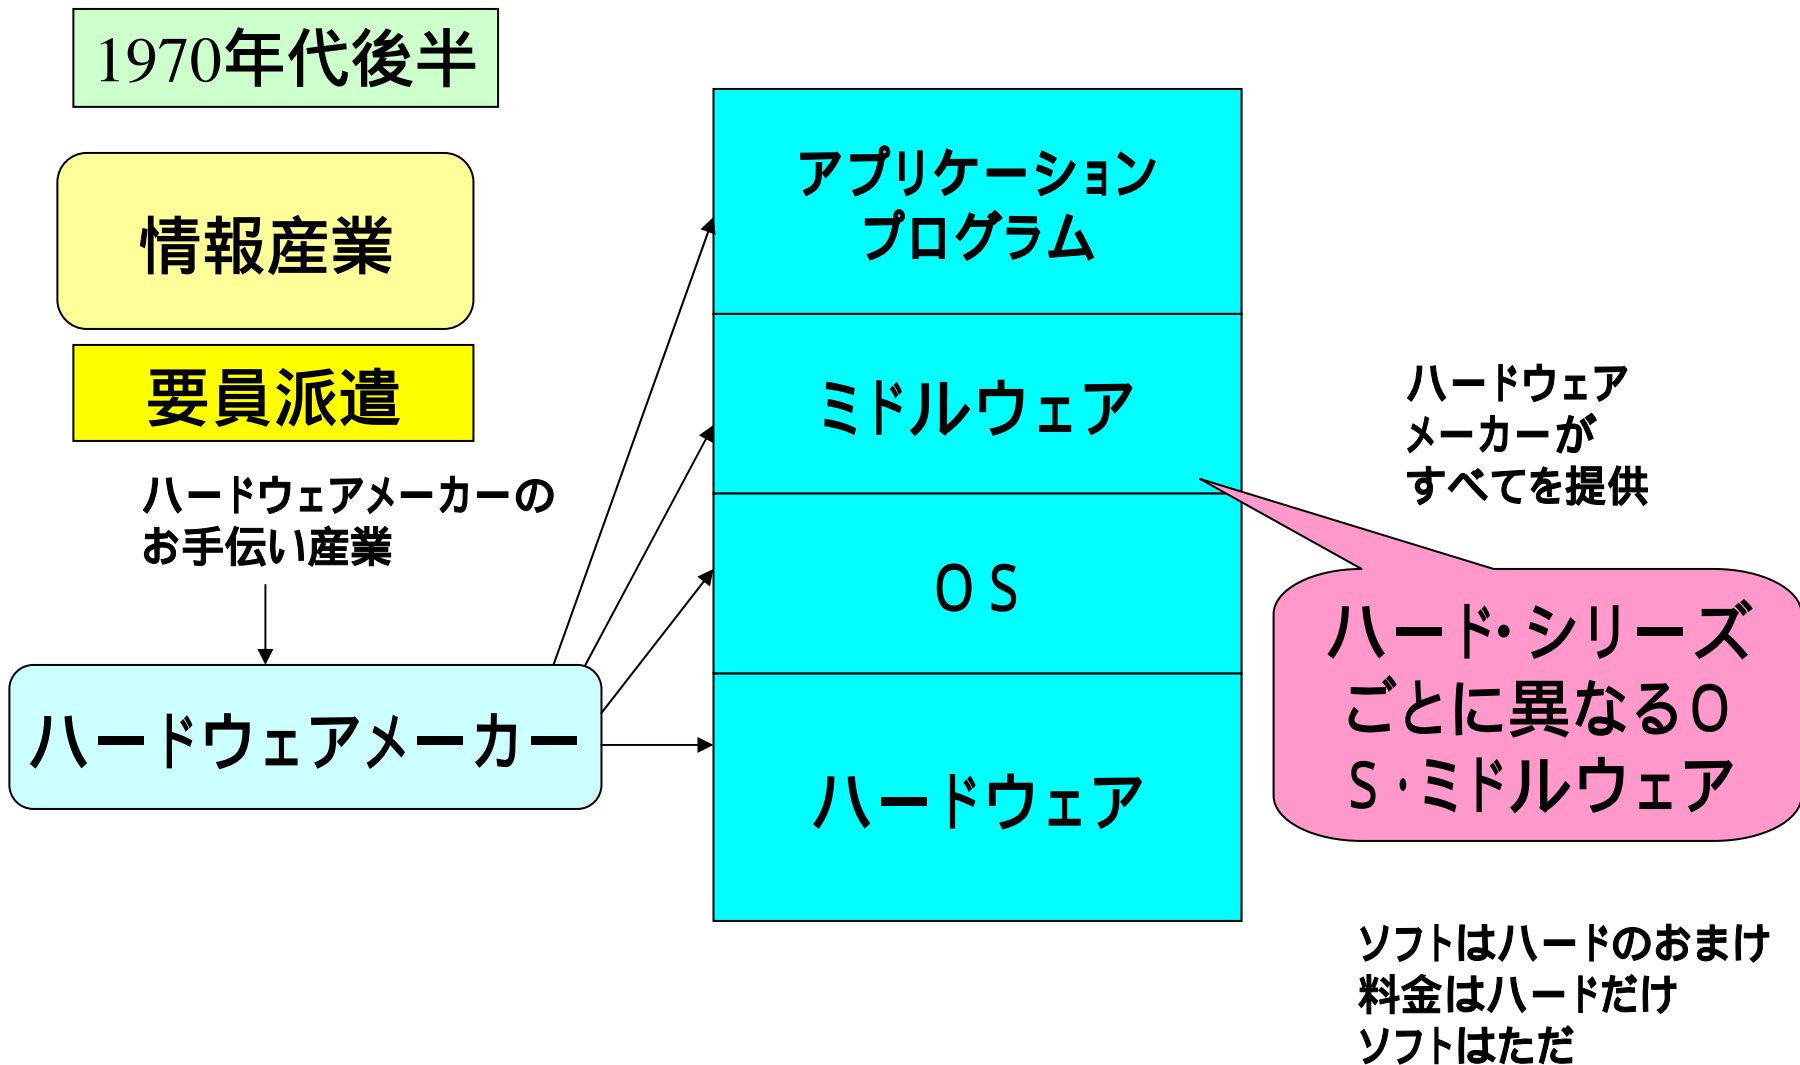 1970年代後半
情報産業
要員派遣
ハードウェアメーカーの
お手伝い産業
ハードウェアメーカー
アプリケーション
プログラム
ミドルウェア
ＯＳ
ハードウェア
ハードウェア
メーカーが
すべてを提供
ハード・シリーズ
ごとに異なるＯ
Ｓ・ミドルウェア
ソフトはハードのおまけ
料金はハードだけ
ソフトはただ